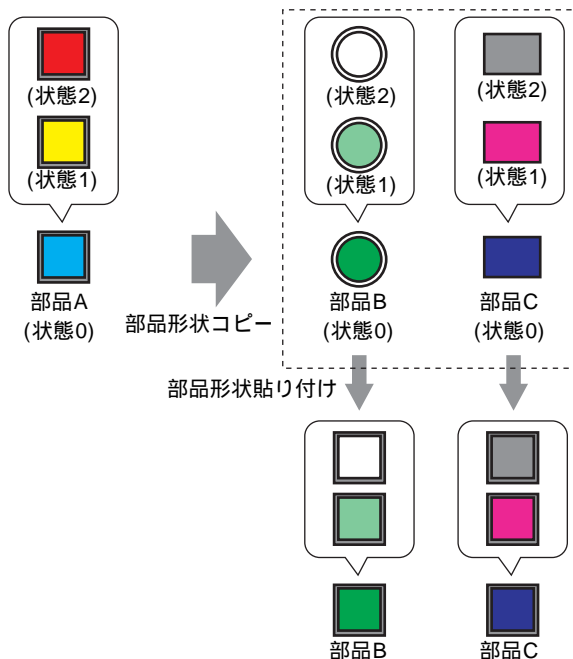 (状態2)
(状態1)
部品A
(状態0)
部品形状コピー
(状態2)
(状態1)
部品B
(状態0)
(状態2)
(状態1)
部品C
(状態0)
部品形状貼り付け
部品B
部品C